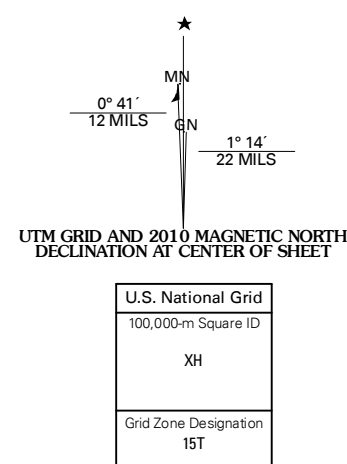 MN
0° 41´
12 MILS
GN
1° 14´
22 MILS
UTM GRID AND 2010 MAGNETIC NORTH
DECLINATION AT CENTER OF SHEET
U.S. National Grid
100,000-m Square ID
XH
Grid Zone Designation
15T